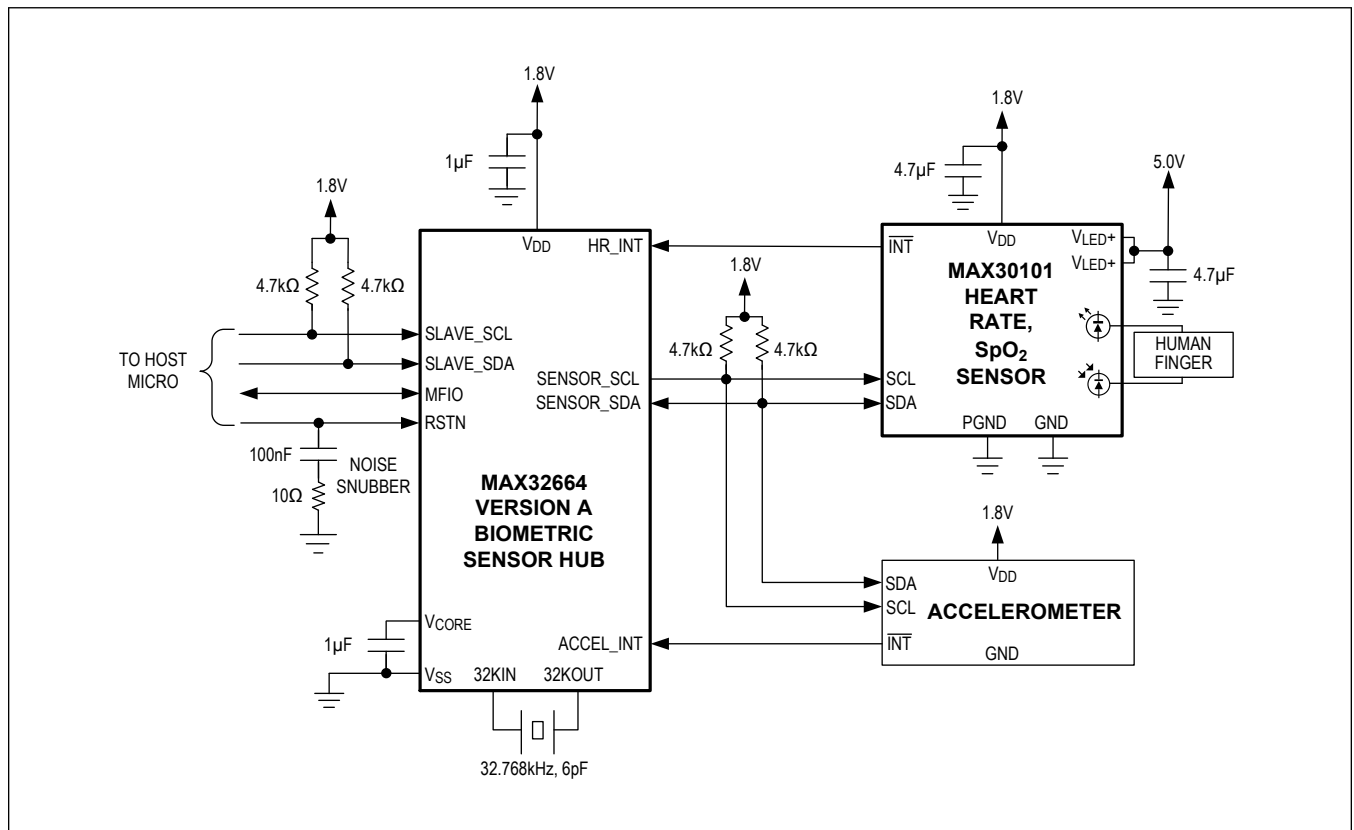 1.8V
1µF
1.8V
4.7kΩ
4.7kΩ
TO HOST
MICRO
100nF
10Ω
NOISE
SNUBBER
VDD
HR_INT
SLAVE_SCL
SLAVE_SDA
MFIO
RSTN
SENSOR_SCL
SENSOR_SDA
MAX32664
VERSION A
BIOMETRIC
SENSOR HUB
VCORE
1µF
VSS
32KIN
32KOUT
ACCEL_INT
32.768kHz, 6pF
1.8V
4.7kΩ
4.7kΩ
1.8V
4.7µF
5.0V
4.7µF
INT
VDD
VLED+
VLED+
MAX30101
HEART
RATE,
SpO2
SENSOR
SCL
SDA
PGND
GND
HUMAN
FINGER
1.8V
VDD
SDA
SCL
ACCELEROMETER
INT
GND